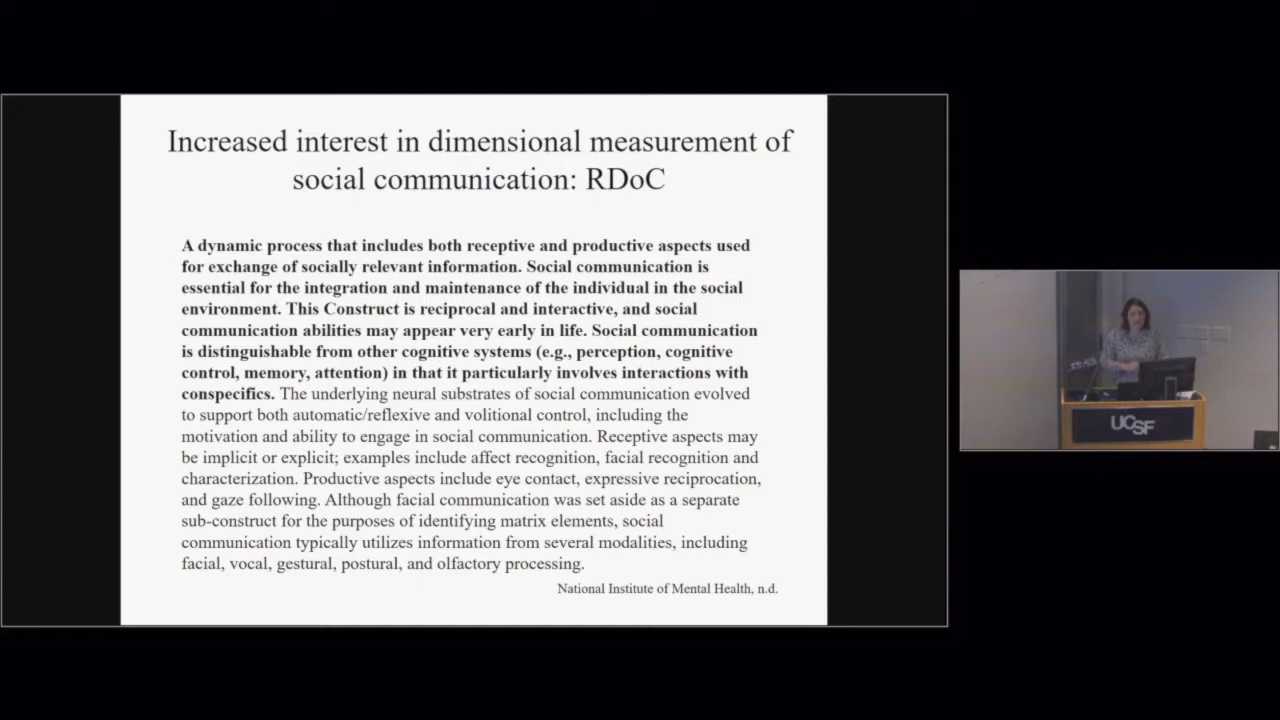 Increased interest in dimensional measurement of
social communication: RDoC
A dynamic process that includes both receptive and productive aspects used
for exchange of socially relevant information. Social communication is
essential for the integration and maintenance of the individual in the social
environment. This Construct is reciprocal and interactive, and social
communication abilities may appear very early in life. Social communication
is distinguishable from other cognitive systems (e.g., perception, cognitive
control, memory, attention) in that it particularly involves interactions with
conspecifics. The underlying neural substrates of social communication evolved
to support both automatic/reflexive and volitional control, including the
motivation and ability to engage in social communication. Receptive aspects may
be implicit or explicit; examples include affect recognition, facial recognition and
characterization. Productive aspects include eye contact, expressive reciprocation,
and gaze following. Although facial communication was set aside as a separate
sub-construct for the purposes of identifying matrix elements, social
communication typically utilizes information from several modalities, including
facial, vocal, gestural, postural, and olfactory processing.
National Institute of Mental Health, n.d.
UCSF